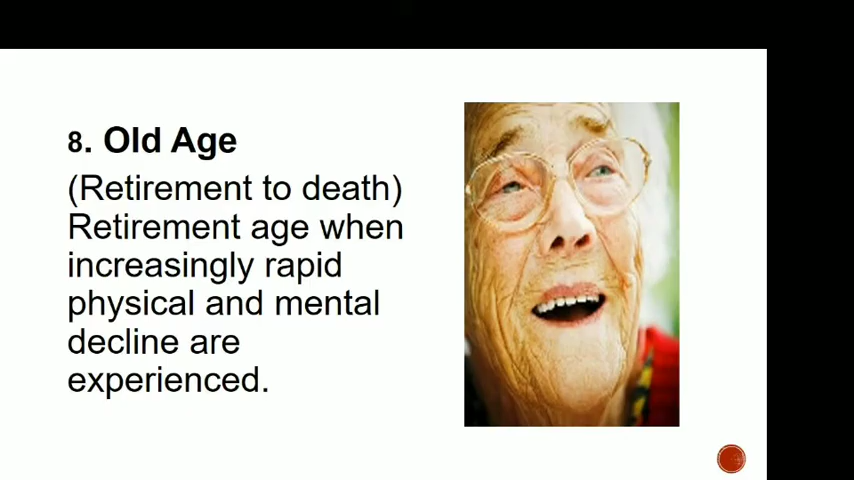 8. Old Age
(Retirement to death)
Retirement age when
increasingly rapid
physical and mental
decline are
experienced.